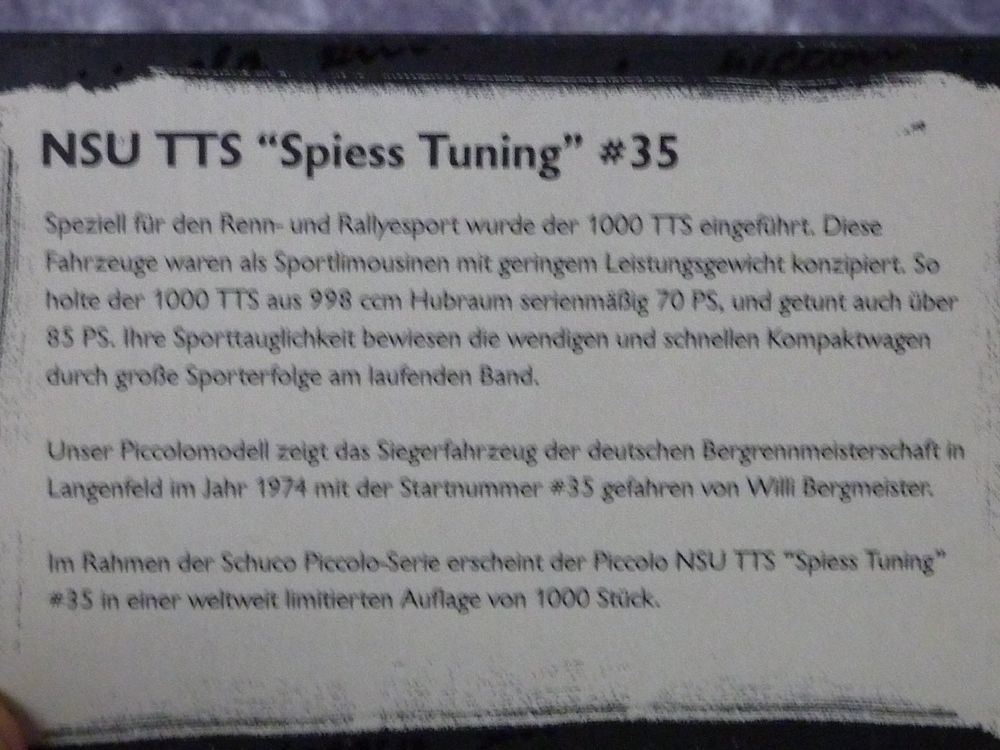 NSU TTS “Spiess Tuning” #35
Speziell für den Renn- und Rallyesport wurde der 1000 TTS eingeführt. Diese
Fahrzeuge waren als Sportlimousinen mit geringem Leistungsgewicht konzipiert. So
holte der 1000 TTS aus 998 ccm Hubraum serienmäßig 70 PS, und getunt auch über
85 PS. Ihre Sporttauglichkeit bewiesen die wendigen und schnellen Kompaktwagen
durch große Sporterfolge am laufenden Band.
Unser Piccolomodell zeigt das Siegerfahrzeug der deutschen Bergrennmeisterschaft in
Langenfeld im Jahr 1974 mit der Startnummer #35 gefahren von Willi Bergmeister.
Im Rahmen der Schuco Piccolo-Serie erscheint der Piccolo NSU TTS "Spiess Tuning"
#35 in einer weltweit limitierten Auflage von 1000 Stück.